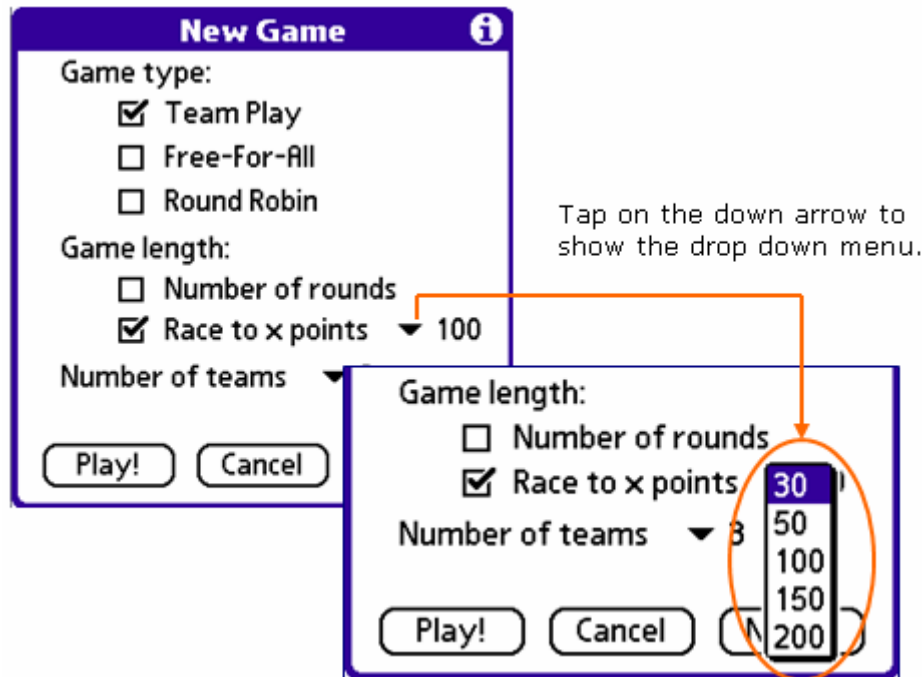 New Game
Game type:
Team Play
Free-For-All
Round Robin
Game length:
Number of rounds
Race to x points 100
Number of teams
Play! Cancel
Tap on the down arrow to
show the drop down menu.
Game length:
Number of rounds
Race to x points
Number of teams 3
30
50
100
150
200
Play! Cancel